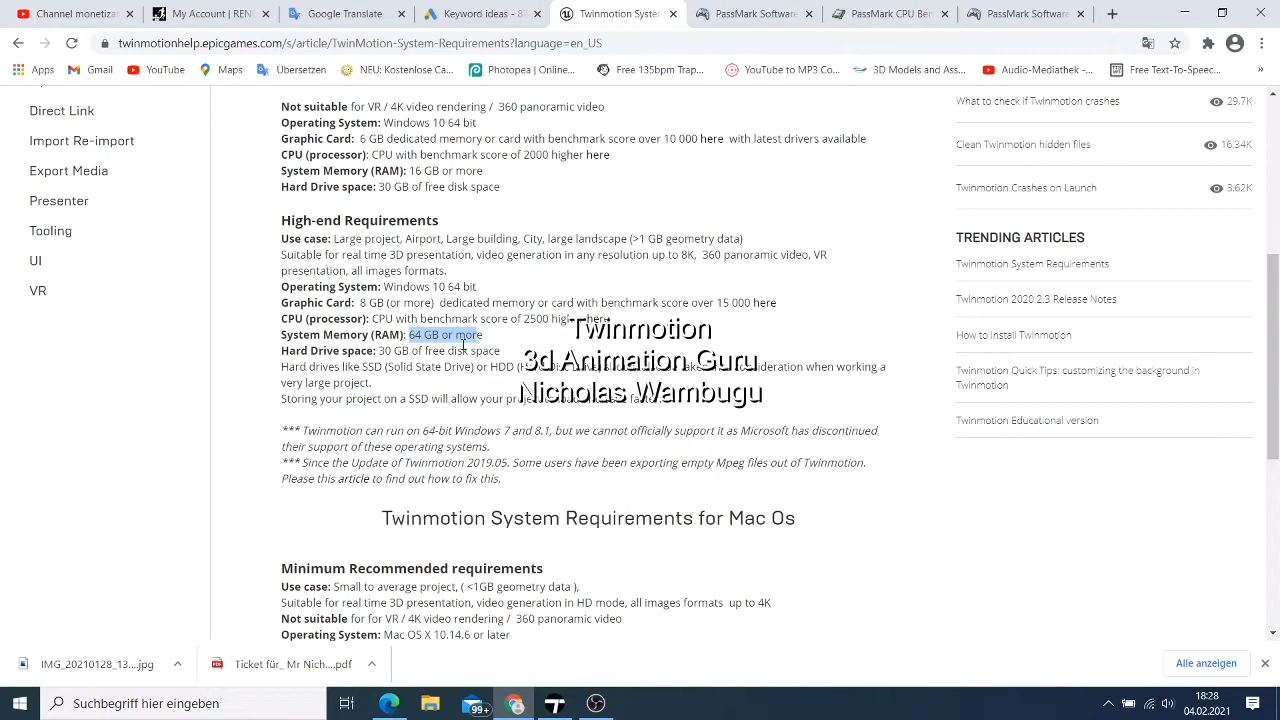 Channel monetizat
My Account | RENC
Google Translate
Keyword ideas - 81
Twinmotion Syster
PassMark Software
PassMark CPU Ben
PassMark Software
twinmotionhelp.epicgames.com/s/article/TwinMotion-System-Requirements?language=en_US
Apps
Gmail
YouTube
Maps
Übersetzen
NEU: Kostenlose Ca...
Photopea | Online...
Free 135bpm Trap...
YouTube to MP3 Co...
3D Models and Ass...
Audio-Mediathek -...
Free Text-To-Speec...
Direct Link
Import Re-import
Export Media
Presenter
Tooling
UI
VR
Not suitable for VR / 4K video rendering / 360 panoramic video
Operating System: Windows 10 64 bit
Graphic Card: 6 GB dedicated memory or card with benchmark score over 10 000 here with latest drivers available
CPU (processor): CPU with benchmark score of 2000 higher here
System Memory (RAM): 16 GB or more
Hard Drive space: 30 GB of free disk space
High-end Requirements
Use case: Large project, Airport, Large building, City, large landscape (>1 GB geometry data)
Suitable for real time 3D presentation, video generation in any resolution up to 8K, 360 panoramic video, VR
presentation, all images formats.
Operating System: Windows 10 64 bit
Graphic Card: 8 GB (or more) dedicated memory or card with benchmark score over 15 000 here
CPU (processor): CPU with benchmark score of 2500 higher here
System Memory (RAM): 64 GB or more
Hard Drive space: 30 GB of free disk space
Hard drives like SSD (Solid State Drive) or HDD consideration when working a
very large project.
Storing your project on a SSD will allow your
Twinmotion
3d Animation Guru
Nicholas Wambugu
*** Twinmotion can run on 64-bit Windows 7 and 8.1, but we cannot officially support it as Microsoft has discontinued
their support of these operating systems.
*** Since the Update of Twinmotion 2019.05. Some users have been exporting empty Mpeg files out of Twinmotion.
Please this article to find out how to fix this.
Twinmotion System Requirements for Mac Os
Minimum Recommended requirements
Use case: Small to average project, ( <1GB geometry data ),
Suitable for real time 3D presentation, video generation in HD mode, all images formats up to 4K
Not suitable for for VR / 4K video rendering / 360 panoramic video
Operating System: Mac OS X 10.14.6 or later
What to check if Twinmotion crashes
29.7K
Clean Twinmotion hidden files
16.34K
Twinmotion Crashes on Launch
3.62K
TRENDING ARTICLES
Twinmotion System Requirements
Twinmotion 2020.2.3 Release Notes
How to Install Twinmotion
Twinmotion Quick Tips: customizing the background in
Twinmotion
Twinmotion Educational version
IMG_20210128_13....jpg
Ticket für_ Mr Nich....pdf
Alle anzeigen
Suchbegriff hier eingeben
99+
18:28
04.02.2021